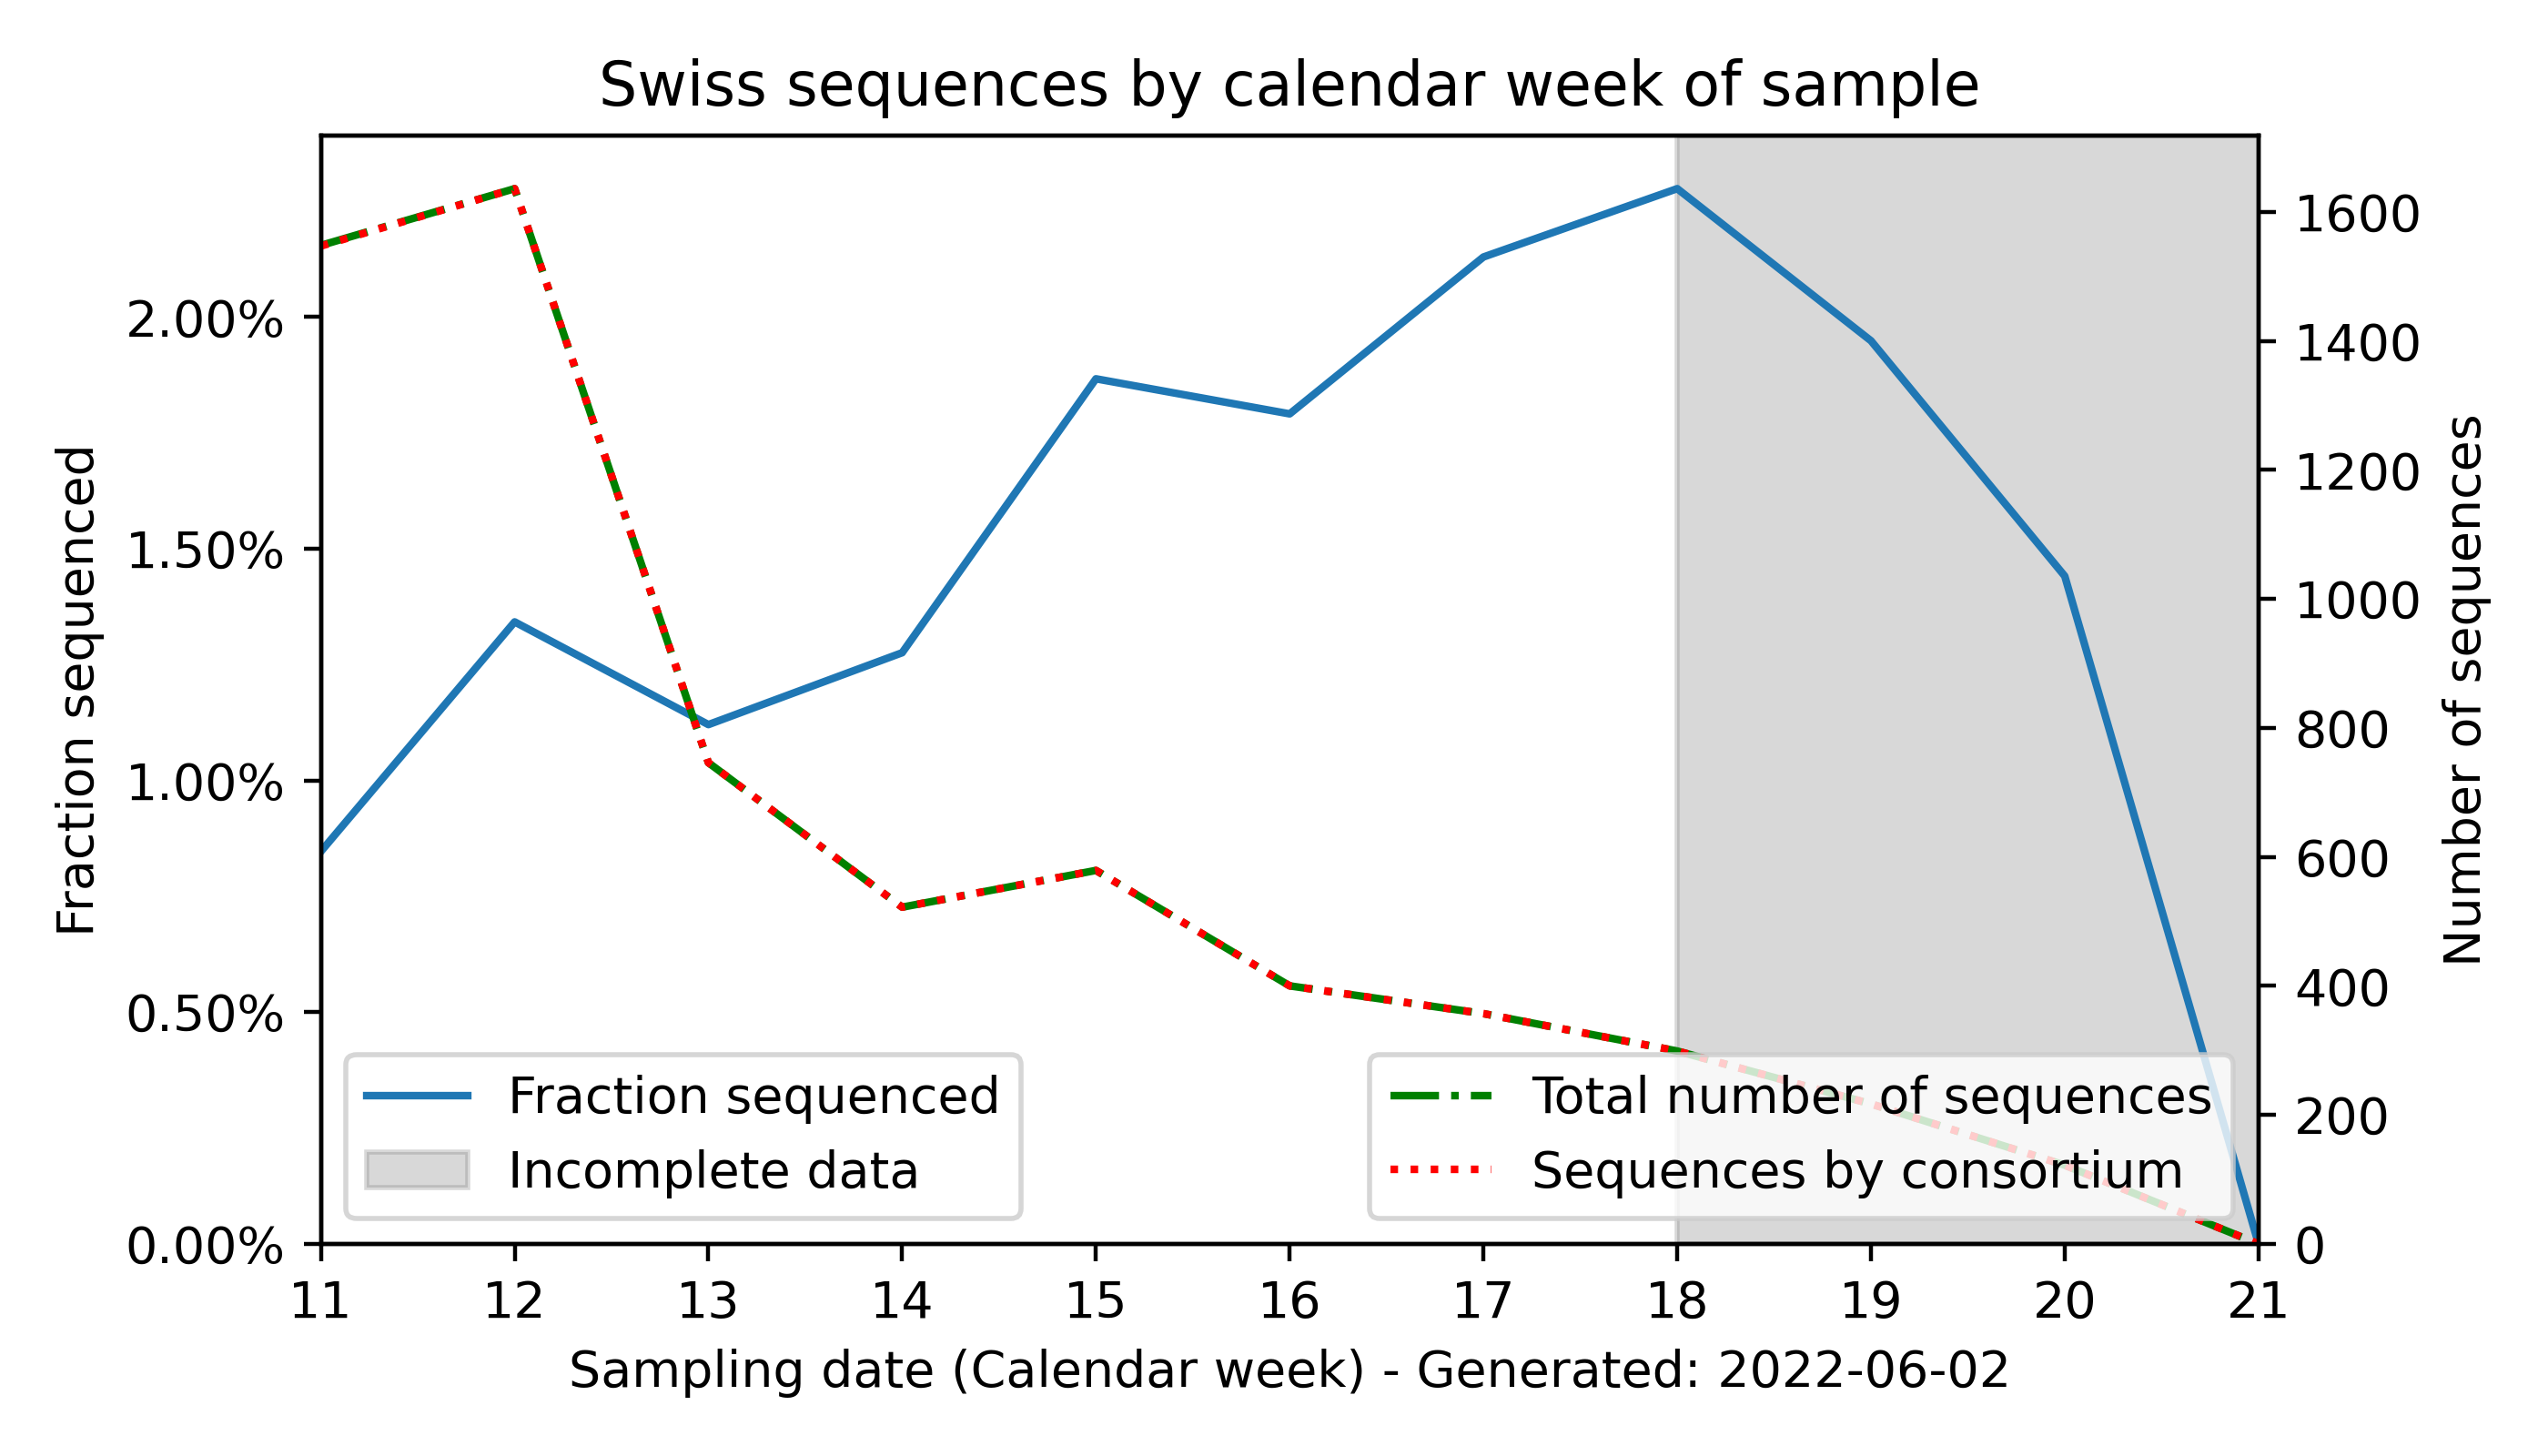 Swiss sequences by calendar week of sample
Fraction sequenced
2.00%
1.50%
1.00%
0.50%
0.00%
1600
1400
1200
1000
800
600
400
200
0
Number of sequences
Fraction sequenced
Incomplete data
Total number of sequences
Sequences by consortium
11 12 13 14 15 16 17 18 19 20 21
Sampling date (Calendar week) - Generated: 2022-06-02